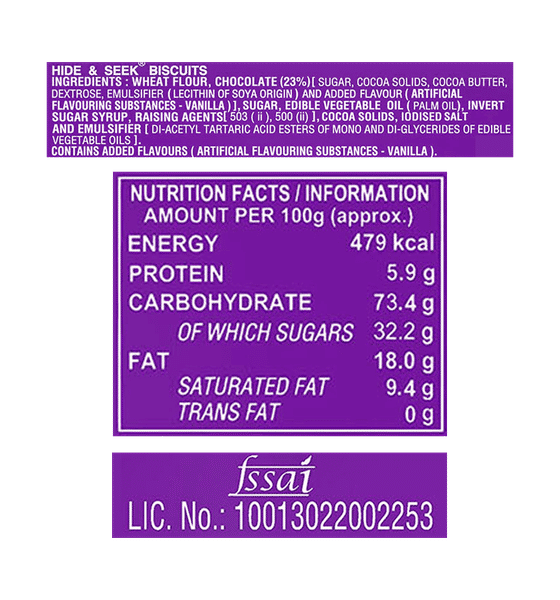 HIDE & SEEK® BISCUITS
INGREDIENTS : WHEAT FLOUR, CHOCOLATE (23%)[ SUGAR, COCOA SOLIDS, COCOA BUTTER,
DEXTROSE, EMULSIFIER (LECITHIN OF SOYA ORIGIN ) AND ADDED FLAVOUR ( ARTIFICIAL
FLAVOURING SUBSTANCES - VANILLA ) ], SUGAR, EDIBLE VEGETABLE OIL ( PALM OIL), INVERT
SUGAR SYRUP, RAISING AGENTS[ 503 ( ii ), 500 (ii) ], COCOA SOLIDS, IODISED SALT
AND EMULSIFIER [ DI-ACETYL TARTARIC ACID ESTERS OF MONO AND DI-GLYCERIDES OF EDIBLE
VEGETABLE OILS ].
CONTAINS ADDED FLAVOURS ( ARTIFICIAL FLAVOURING SUBSTANCES - VANILLA ).
NUTRITION FACTS / INFORMATION
AMOUNT PER 100g (approx.)
ENERGY 479 kcal
PROTEIN 5.9 g
CARBOHYDRATE 73.4 g
OF WHICH SUGARS 32.2 g
FAT 18.0 g
SATURATED FAT 9.4 g
TRANS FAT 0 g
fssai
LIC. No.: 10013022002253